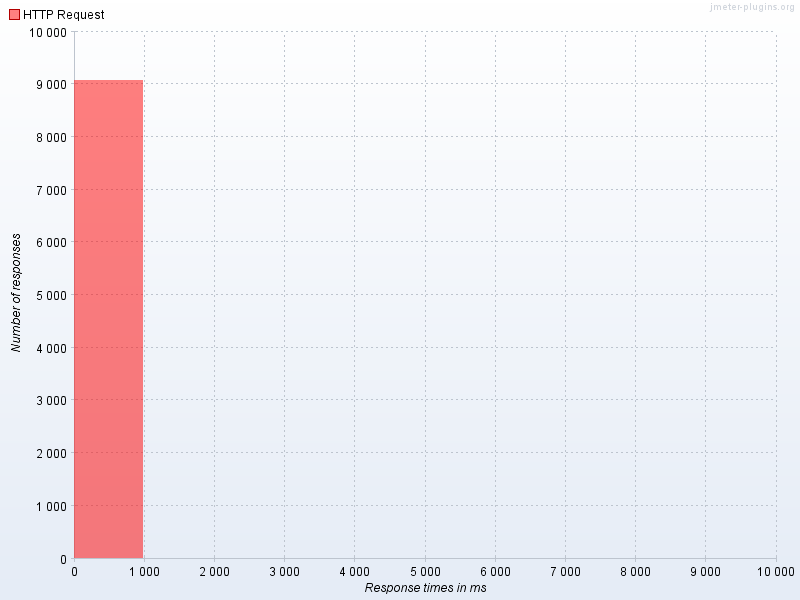 HTTP Request
jmeter-plugins.org
10 000
9 000
8 000
7 000
6 000
5 000
4 000
3 000
2 000
1 000
0
Number of responses
0 1 000 2 000 3 000 4 000 5 000 6 000 7 000 8 000 9 000 10 000
Response times in ms